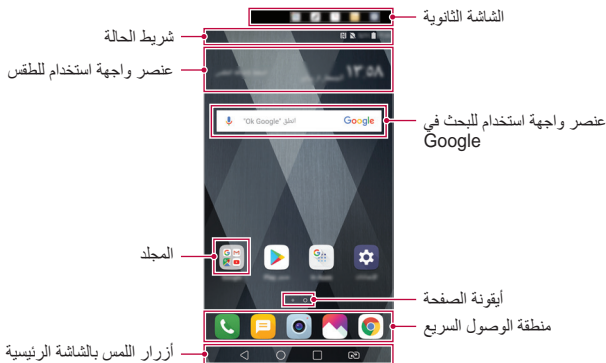 الشاشة الثانوية
شريط الحالة
عنصر واجهة استخدام للطقس
١٣:٥٨
عنصر واجهة استخدام للبحث في
Google
"Ok Google" انطق
Google
المجلد
أيقونة الصفحة
منطقة الوصول السريع
أزرار اللمس بالشاشة الرئيسية